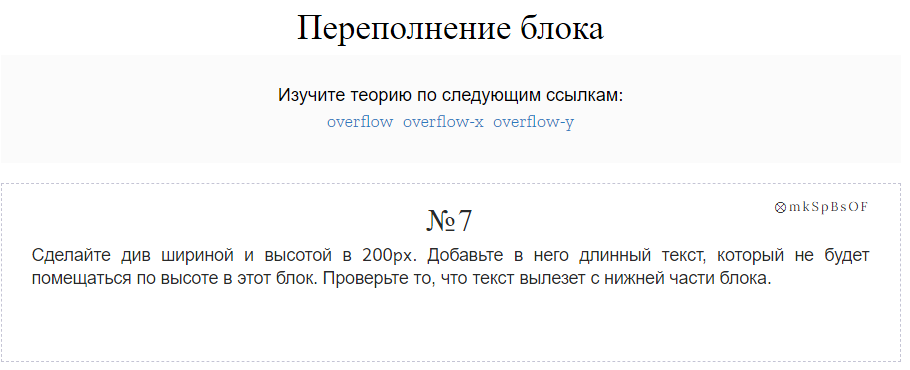 Переполнение блока
Изучите теорию по следующим ссылкам:
overflow overflow-x overflow-y
⊗mkSpBsOF
№7
Сделайте див шириной и высотой в 200px. Добавьте в него длинный текст, который не будет
помещаться по высоте в этот блок. Проверьте то, что текст вылезет с нижней части блока.